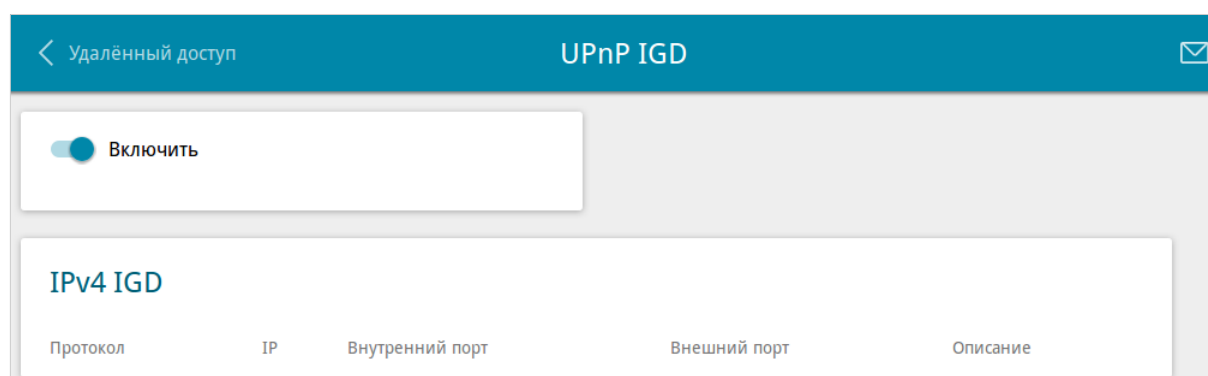 Удалённый доступ UPnP IGD
Включить
IPv4 IGD
Протокол IP Внутренний порт Внешний порт Описание